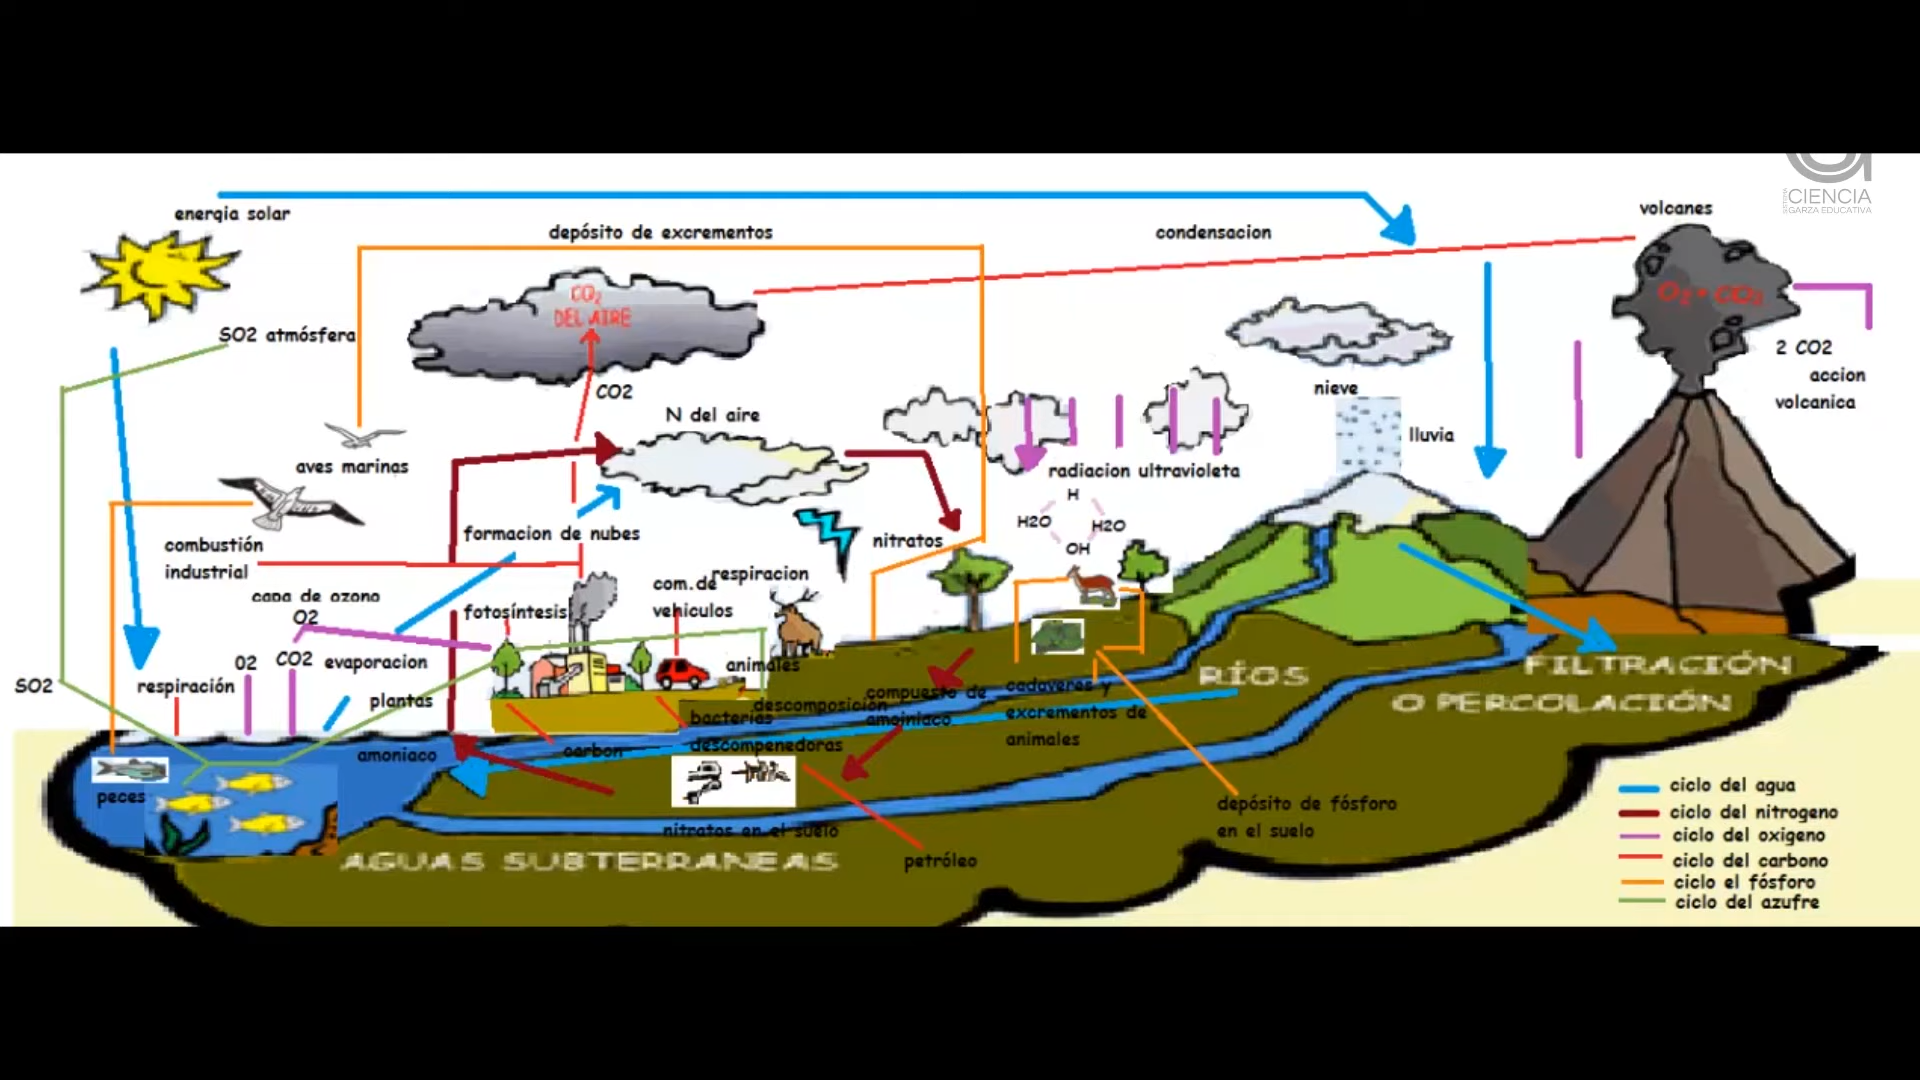 CIENCIA
GARZA EDUCATIVA
energia solar
volcanes
depósito de excrementos
condensacion
CO2
DEL AIRE
O2 + CO2
SO2 atmósfera
2 CO2
accion
volcanica
CO2
nieve
N del aire
lluvia
aves marinas
radiacion ultravioleta
H
H2O
H2O
OH
formacion de nubes
nitratos
combustión
industrial
respiracion
com.de
vehiculos
capa de ozono
O2
fotosíntesis
O2
CO2
evaporacion
animales
SO2
respiración
plantas
RÍOS
FILTRACIÓN
O PERCOLACIÓN
cadaveres y
excrementos de
animales
compuesto de
amoiniaco
descomposición
bacterias
descompenedoras
carbon
amoniaco
peces
nitratos en el suelo
petróleo
depósito de fósforo
en el suelo
AGUAS SUBTERRANEAS
ciclo del agua
ciclo del nitrogeno
ciclo del oxigeno
ciclo del carbono
ciclo el fósforo
ciclo del azufre